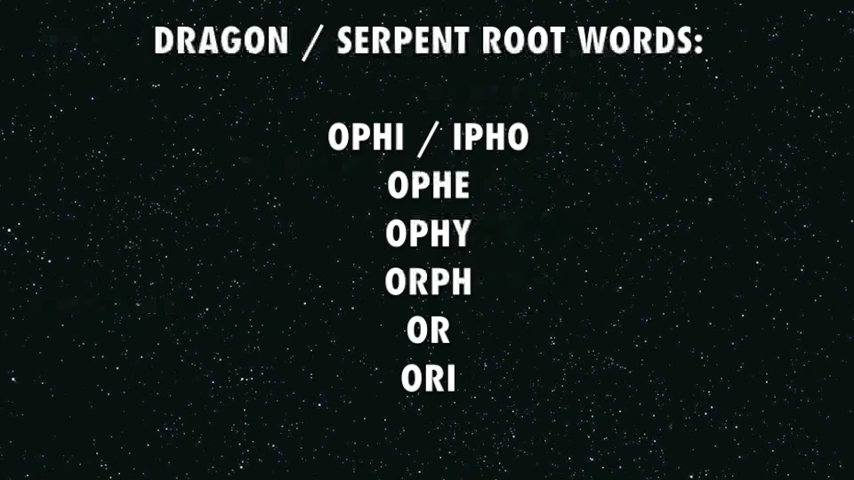 DRAGON / SERPENT ROOT WORDS:
OPHI / IPHO
OPHE
OPHY
ORPH
OR
ORI